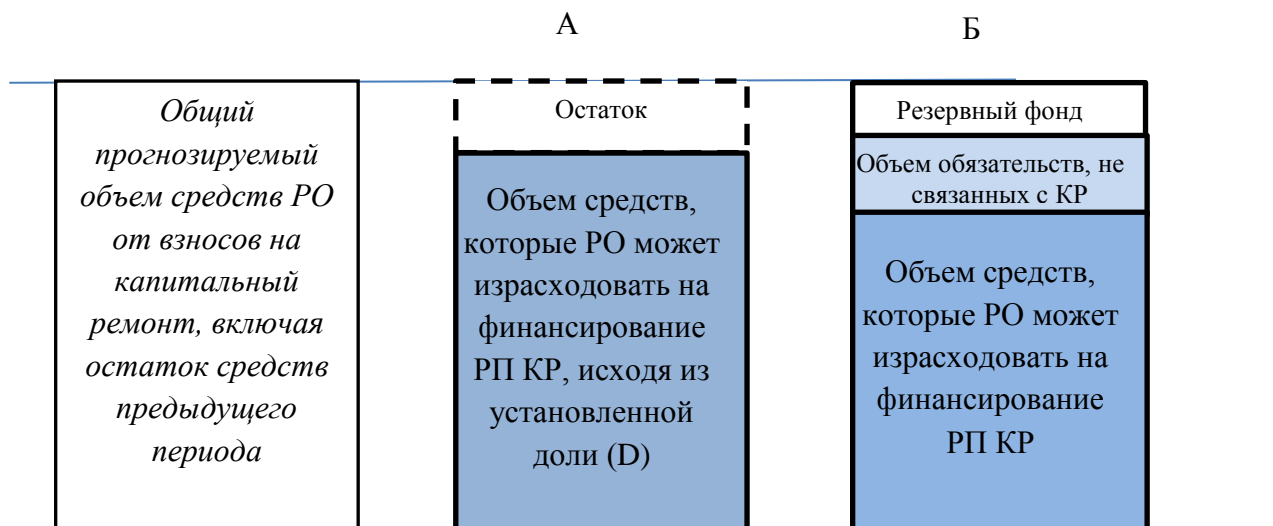 А
Б
Общий
прогнозируемый
объем средств РО
от взносов на
капитальный
ремонт, включая
остаток средств
предыдущего
периода
Остаток
Объем средств,
которые РО может
израсходовать на
финансирование
РП КР, исходя из
установленной
доли (D)
Резервный фонд
Объем обязательств, не
связанных с КР
Объем средств,
которые РО может
израсходовать на
финансирование
РП КР